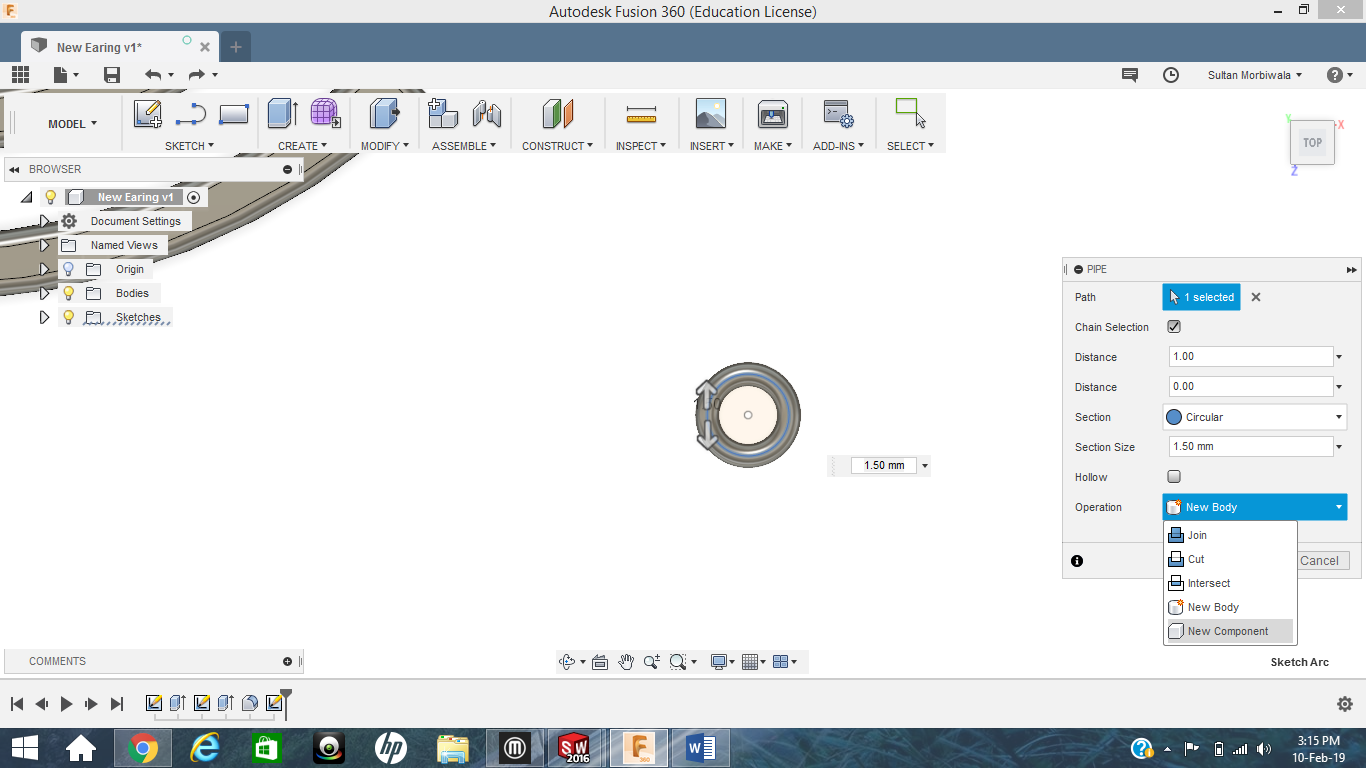 Autodesk Fusion 360 (Education License)
New Earing v1*
Sultan Morbiwala
MODEL
SKETCH
CREATE
MODIFY
ASSEMBLE
CONSTRUCT
INSPECT
INSERT
MAKE
ADD-INS
SELECT
Y
X
TOP
Z
BROWSER
New Earing v1
Document Settings
Named Views
Origin
Bodies
Sketches
PIPE
Path
1 selected
Chain Selection
Distance
1.00
Distance
0.00
Section
Circular
Section Size
1.50 mm
Hollow
Operation
New Body
Join
Cut
Intersect
New Body
New Component
Cancel
1.50 mm
COMMENTS
Sketch Arc
hp
SW
2016
F
360
W
3:15 PM
10-Feb-19